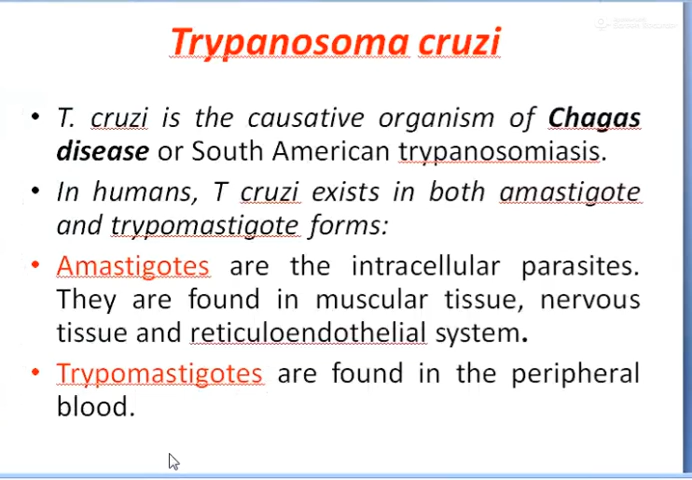 Trypanosoma cruzi
• T. cruzi is the causative organism of Chagas
disease or South American trypanosomiasis.
• In humans, T cruzi exists in both amastigote
and trypomastigote forms:
• Amastigotes are the intracellular parasites.
They are found in muscular tissue, nervous
tissue and reticuloendothelial system.
• Trypomastigotes are found in the peripheral
blood.